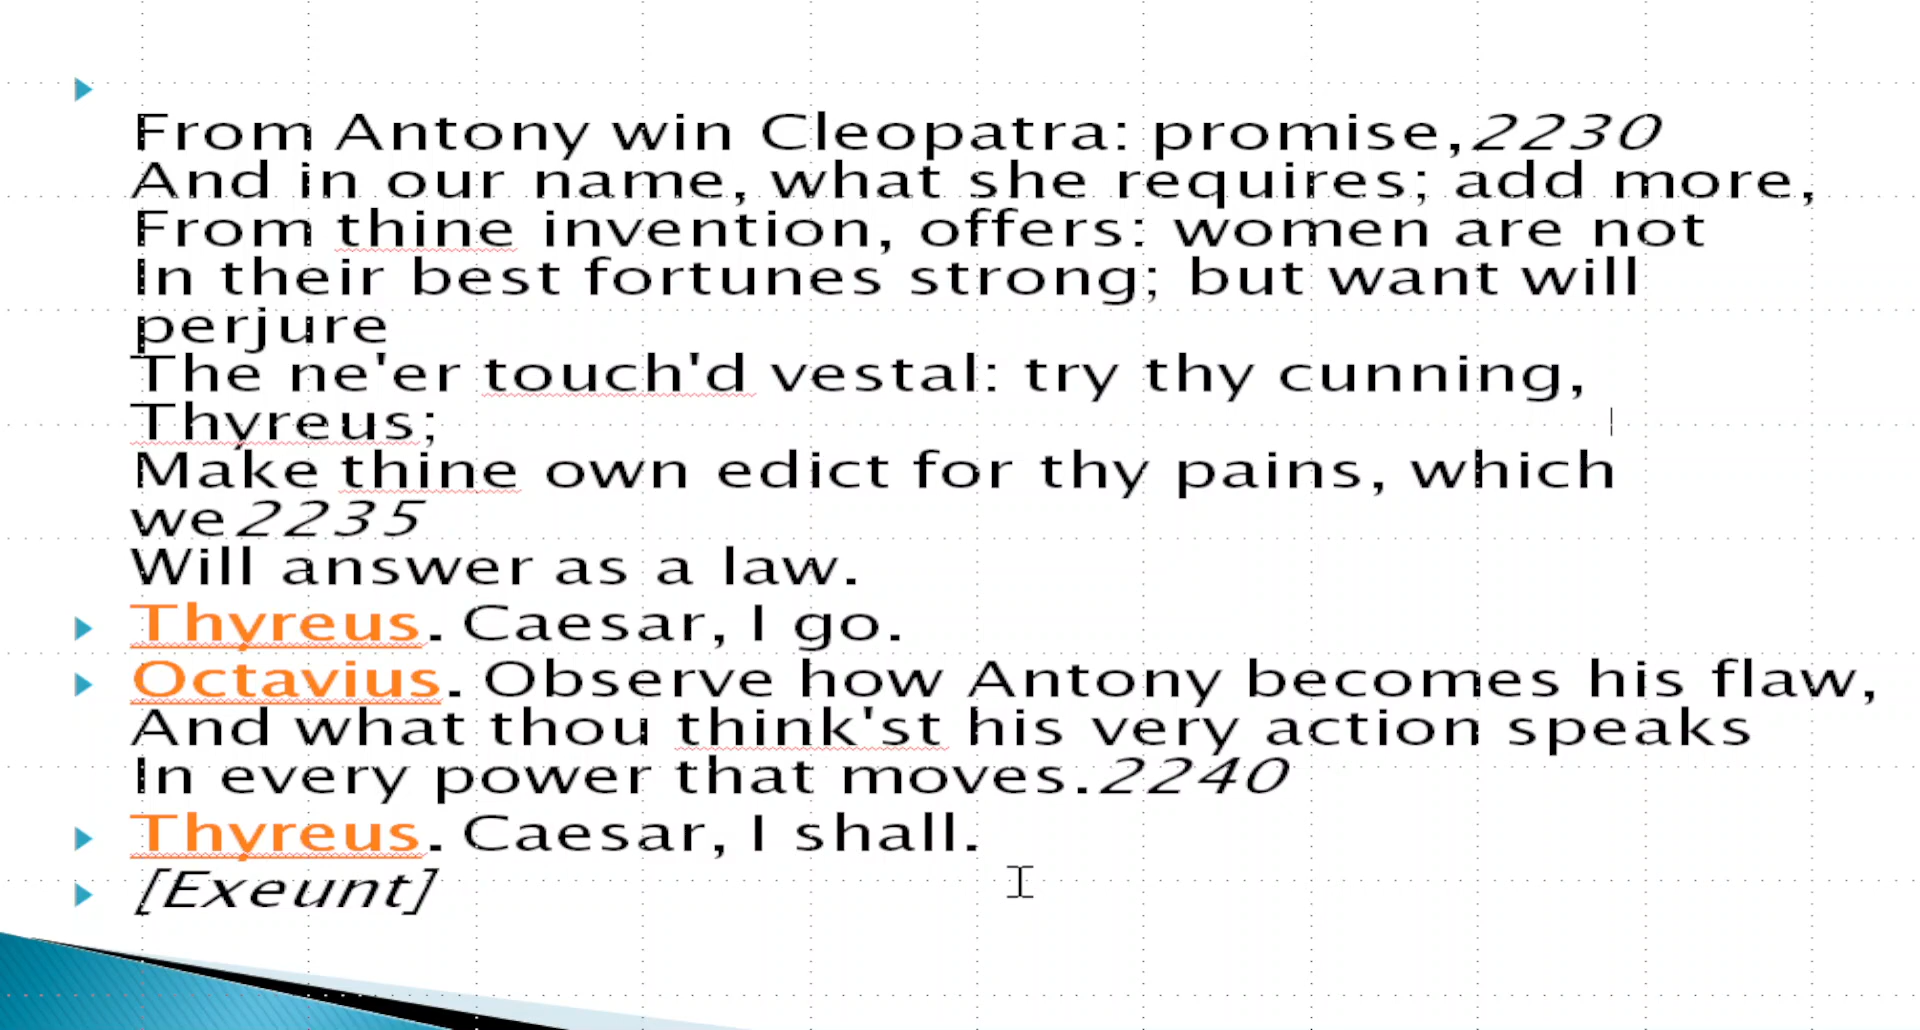 From Antony win Cleopatra: promise,2230
And in our name, what she requires; add more,
From thine invention, offers: women are not
In their best fortunes strong; but want will
perjure
The ne'er touch'd vestal: try thy cunning,
Thyreus;
Make thine own edict for thy pains, which
we2235
Will answer as a law.
Thyreus. Caesar, I go.
Octavius. Observe how Antony becomes his flaw,
And what thou think'st his very action speaks
In every power that moves.2240
Thyreus. Caesar, I shall.
[Exeunt]